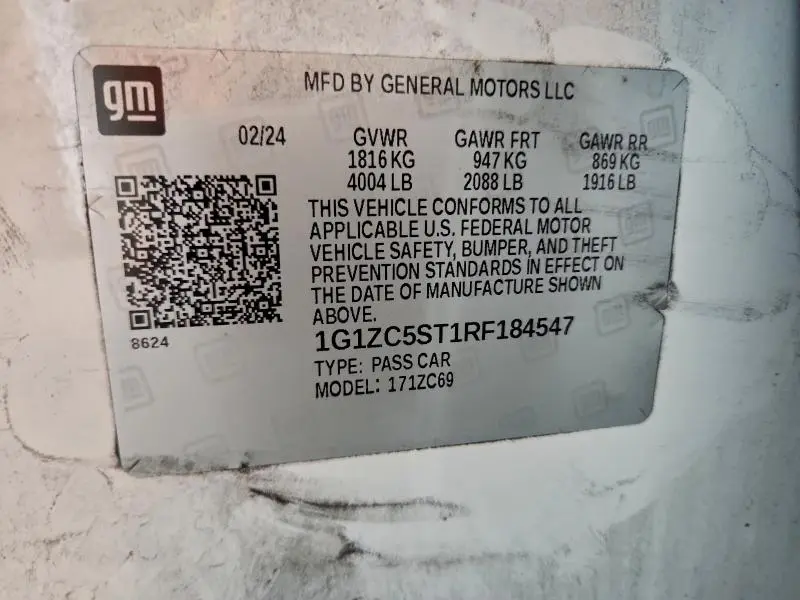 gm
MFD BY GENERAL MOTORS LLC
02/24 GVWR GAWR FRT GAWR RR
1816 KG 947 KG 869 KG
4004 LB 2088 LB 1916 LB
THIS VEHICLE CONFORMS TO ALL
APPLICABLE U.S. FEDERAL MOTOR
VEHICLE SAFETY, BUMPER, AND THEFT
PREVENTION STANDARDS IN EFFECT ON
THE DATE OF MANUFACTURE SHOWN
ABOVE.
8624
1G1ZC5ST1RF184547
TYPE: PASS CAR
MODEL: 171ZC69